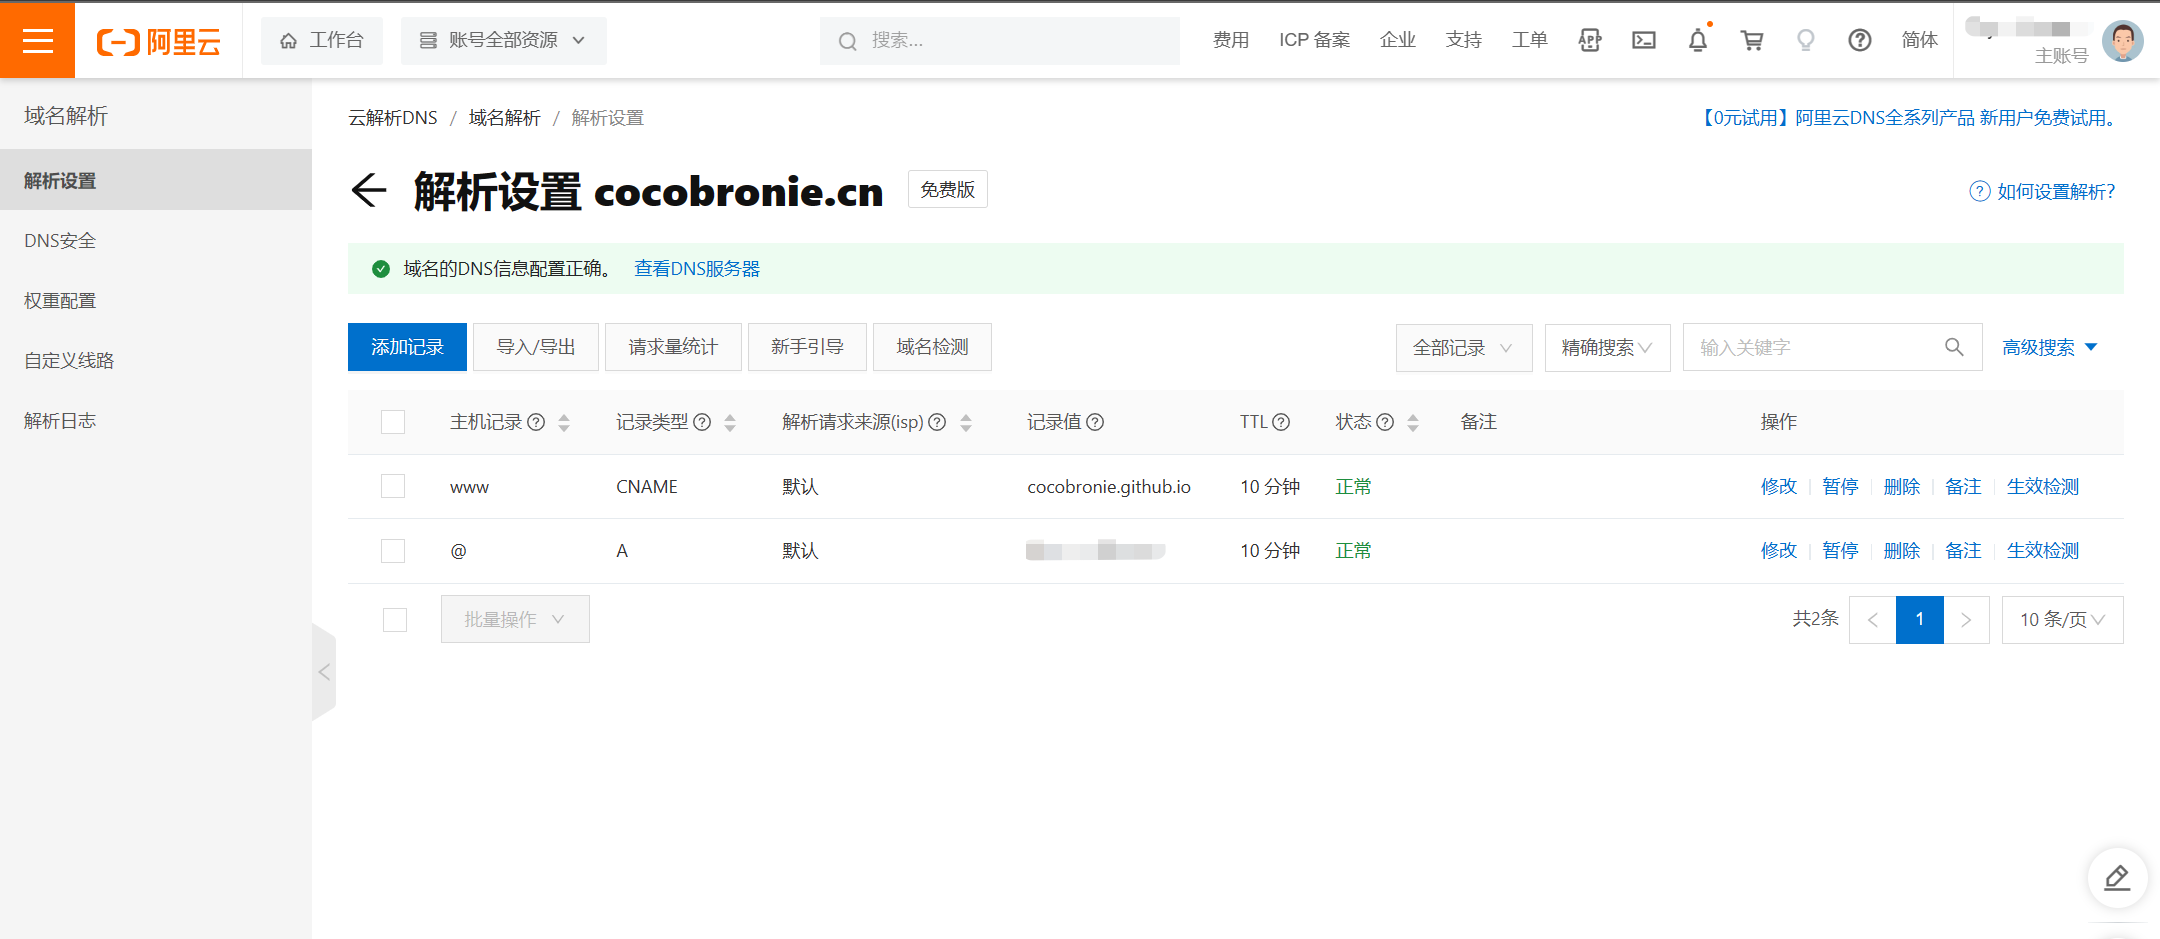 阿里云
工作台
账号全部资源
搜索...
费用
ICP 备案
企业
支持
工单
APP
简体
主账号
域名解析
解析设置
DNS安全
权重配置
自定义线路
解析日志
云解析DNS / 域名解析 / 解析设置
【0元试用】阿里云DNS全系列产品 新用户免费试用。
解析设置 cocobronie.cn
免费版
如何设置解析?
域名的DNS信息配置正确。 查看DNS服务器
添加记录
导入/导出
请求量统计
新手引导
域名检测
全部记录
精确搜索
输入关键字
高级搜索
主机记录 记录类型 解析请求来源(isp) 记录值 TTL 状态 备注 操作
www CNAME 默认 cocobronie.github.io 10 分钟 正常 修改 暂停 删除 备注 生效检测
@ A 默认 10 分钟 正常 修改 暂停 删除 备注 生效检测
批量操作
共2条 < 1 > 10 条/页